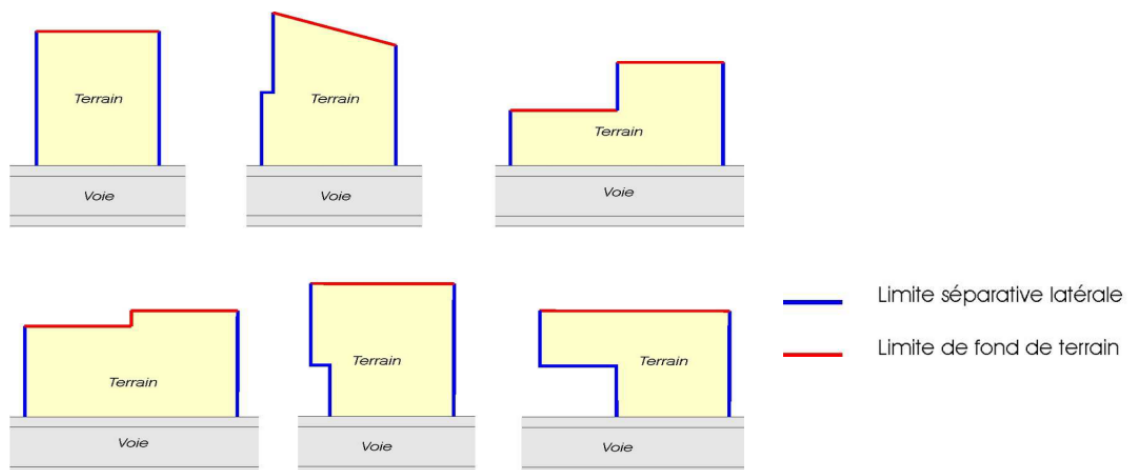 Terrain
Terrain
Terrain
Voie
Voie
Voie
Limite séparative latérale
Limite de fond de terrain
Terrain
Terrain
Terrain
Voie
Voie
Voie